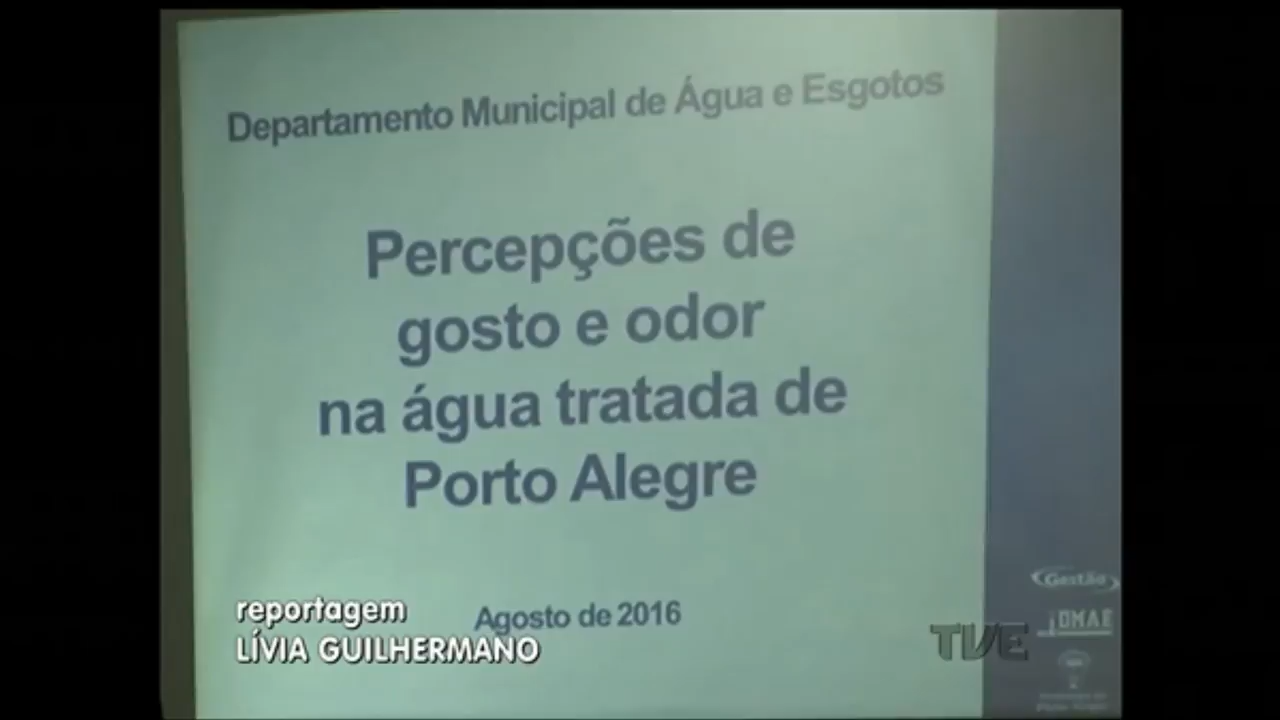 Departamento Municipal de Água e Esgotos
Percepções de
gosto e odor
na água tratada de
Porto Alegre
Agosto de 2016
reportagem
LÍVIA GUILHERMANO
TVE
Gestão
DMAE